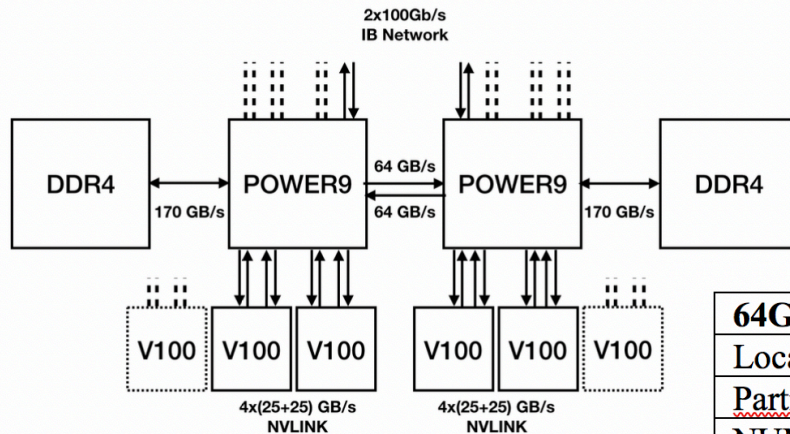 2x100Gb/s
IB Network
DDR4
POWER9
POWER9
DDR4
64 GB/s
64 GB/s
170 GB/s
170 GB/s
V100
V100
V100
V100
V100
V100
4x(25+25) GB/s
NVLINK
4x(25+25) GB/s
NVLINK
64G
Loca
Part